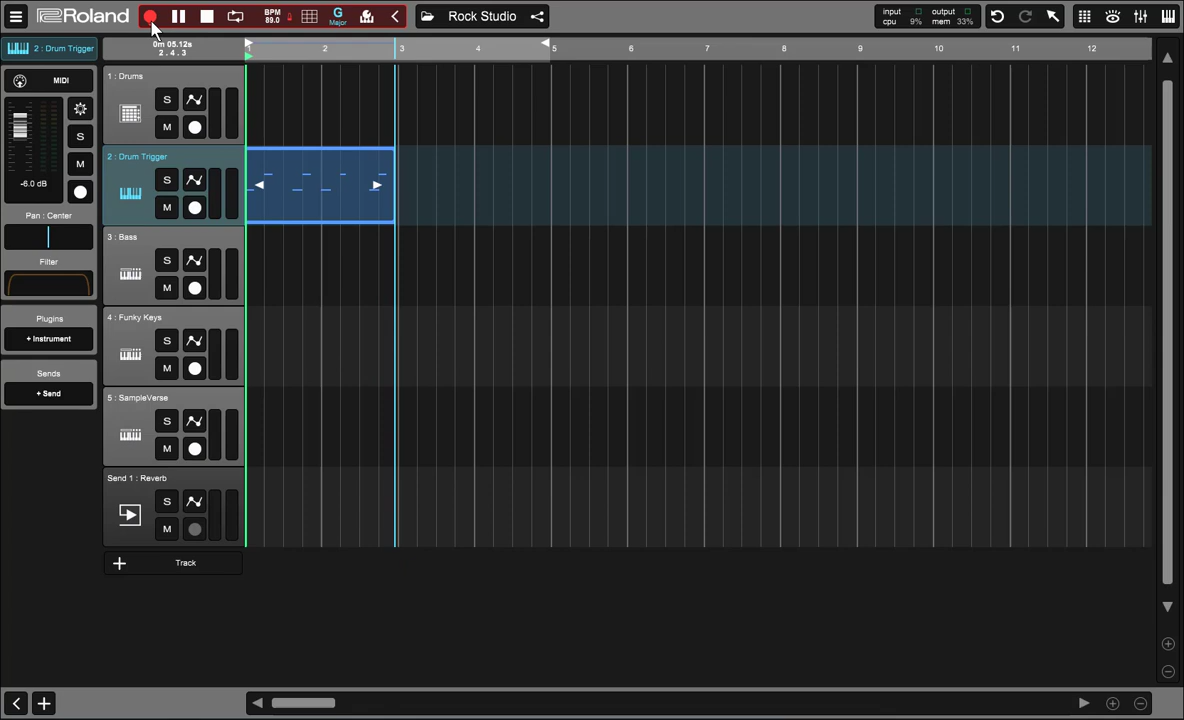 Roland
BPM
89.0
G
Major
Rock Studio
input
cpu 9%
output
mem 33%
2: Drum Trigger
0m 05.12s
2 . 4 . 3
1 2 3 4 5 6 7 8 9 10 11 12
MIDI
S
M
-6.0 dB
Pan : Center
Filter
Plugins
+ Instrument
Sends
+ Send
1 : Drums
S
M
2 : Drum Trigger
S
M
3 : Bass
S
M
4 : Funky Keys
S
M
5 : SampleVerse
S
M
Send 1 : Reverb
S
M
+ Track